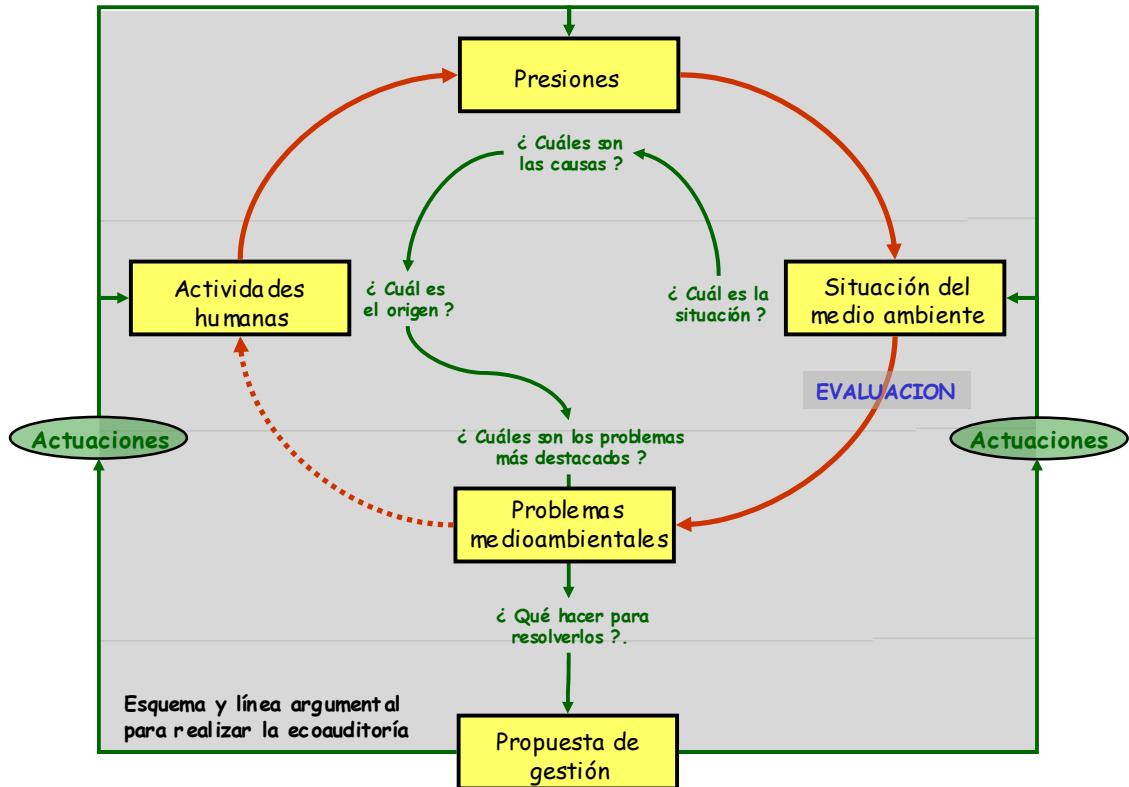 Presiones
¿ Cuáles son
las causas ?
Actividades
humanas
¿ Cuál es
el origen ?
¿ Cuál es la
situación ?
Situación del
medio ambiente
EVALUACION
Actuaciones
¿ Cuáles son los problemas
más destacados ?
Actuaciones
Problemas
medioambientales
¿ Qué hacer para
resolverlos ?.
Esquema y línea argumental
para realizar la ecoauditoría
Propuesta de
gestión